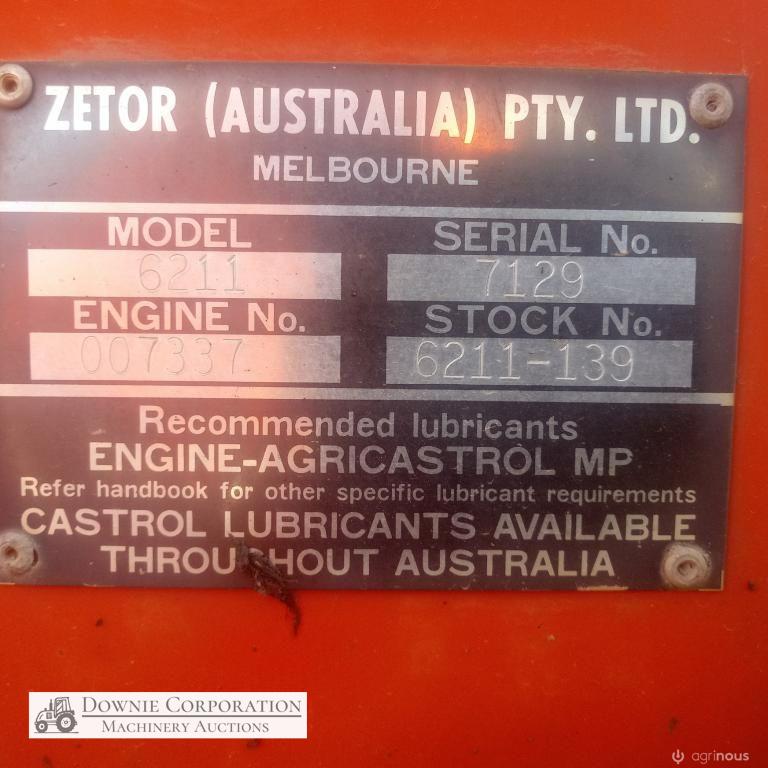 ZETOR (AUSTRALIA) PTY. LTD.
MELBOURNE
MODEL SERIAL No.
6211 7129
ENGINE No. STOCK No.
007337 6211-139
Recommended lubricants
ENGINE-AGRICASTROL MP
Refer handbook for other specific lubricant requirements
CASTROL LUBRICANTS AVAILABLE
THROUGHOUT AUSTRALIA
DOWNIE CORPORATION
MACHINERY AUCTIONS
agrinous